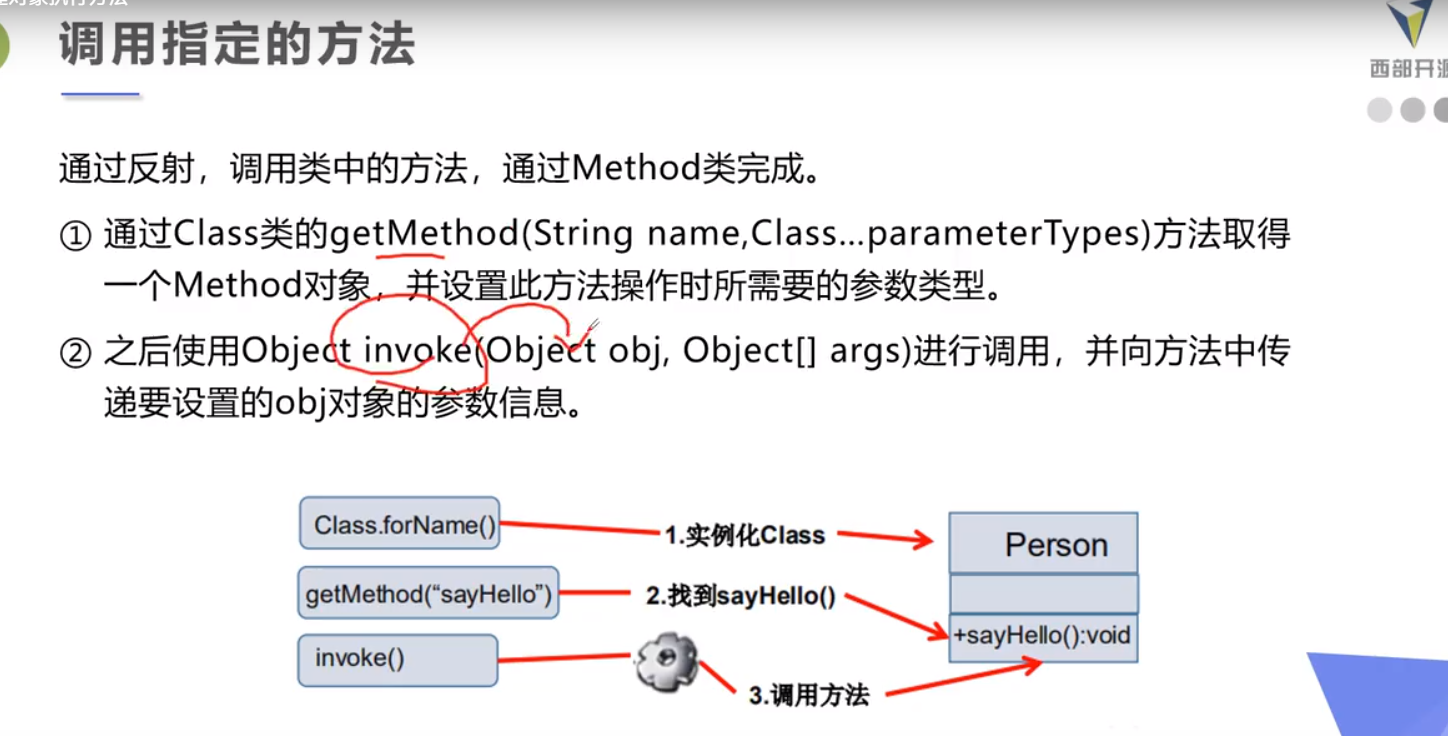 调用指定的方法
西部开源
通过反射，调用类中的方法，通过Method类完成。
① 通过Class类的getMethod(String name,Class…parameterTypes)方法取得
一个Method对象，并设置此方法操作时所需要的参数类型。
② 之后使用Object invoke(Object obj, Object[] args)进行调用，并向方法中传
递要设置的obj对象的参数信息。
Class.forName()
1.实例化Class
Person
getMethod(“sayHello”)
2.找到sayHello()
+sayHello():void
invoke()
3.调用方法